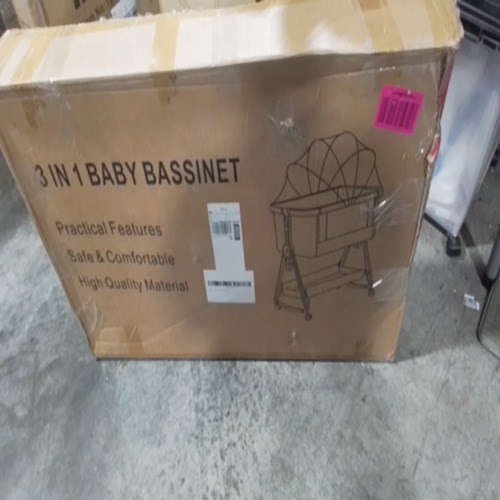 3 IN 1 BABY BASSINET
Practical Features
Safe & Comfortable
High Quality Material